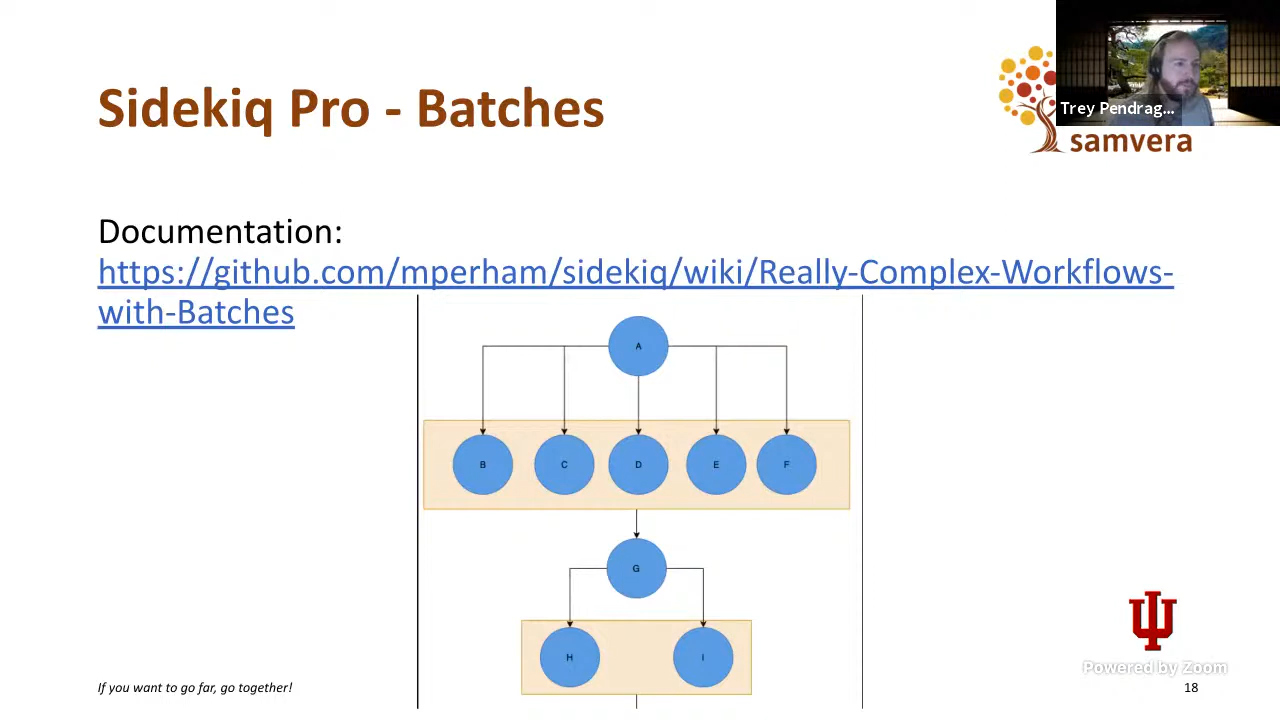 Sidekiq Pro - Batches
Trey Pendrag...
samvera
Documentation:
https://github.com/mperham/sidekiq/wiki/Really-Complex-Workflows-
with-Batches
A
B C D E F
G
H I
Powered by Zoom
If you want to go far, go together!
18